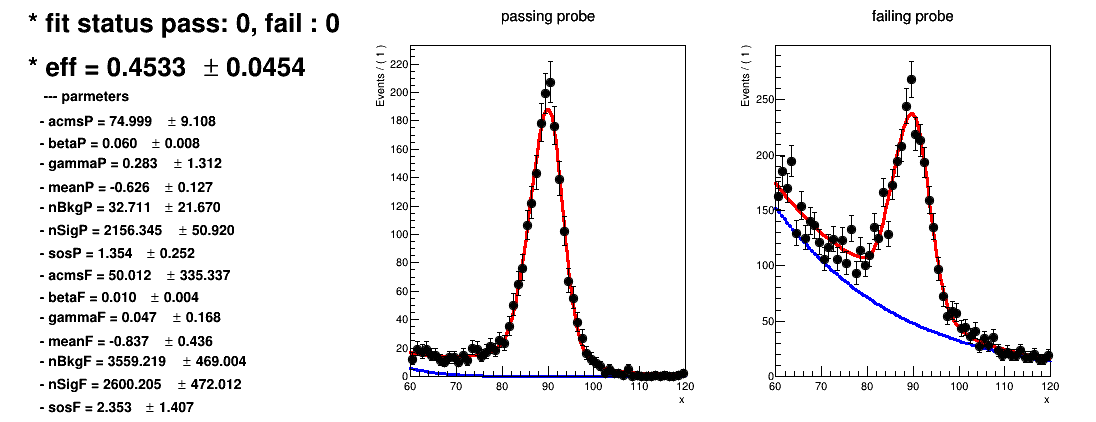 * fit status pass: 0, fail : 0
* eff = 0.4533 ± 0.0454
--- parmeters
- acmsP = 74.999 ± 9.108
- betaP = 0.060 ± 0.008
- gammaP = 0.283 ± 1.312
- meanP = -0.626 ± 0.127
- nBkgP = 32.711 ± 21.670
- nSigP = 2156.345 ± 50.920
- sosP = 1.354 ± 0.252
- acmsF = 50.012 ± 335.337
- betaF = 0.010 ± 0.004
- gammaF = 0.047 ± 0.168
- meanF = -0.837 ± 0.436
- nBkgF = 3559.219 ± 469.004
- nSigF = 2600.205 ± 472.012
- sosF = 2.353 ± 1.407
passing probe
Events / ( 1 )
220
200
180
160
140
120
100
80
60
40
20
0
60 70 80 90 100 110 120
x
failing probe
Events / ( 1 )
250
200
150
100
50
0
60 70 80 90 100 110 120
x